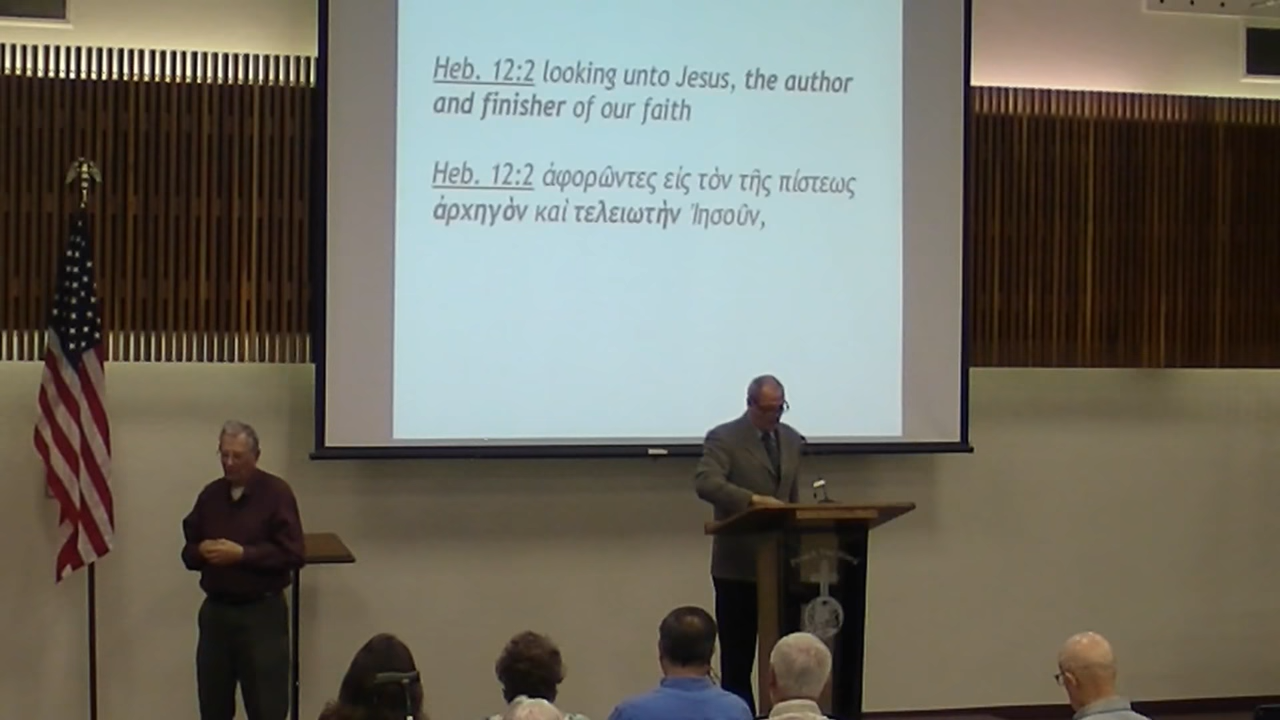 Heb. 12:2 looking unto Jesus, the author
and finisher of our faith
Heb. 12:2 ἀφορῶντες εἰς τὸν τῆς πίστεως
ἀρχηγὸν καὶ τελειωτὴν Ἰησοῦν,